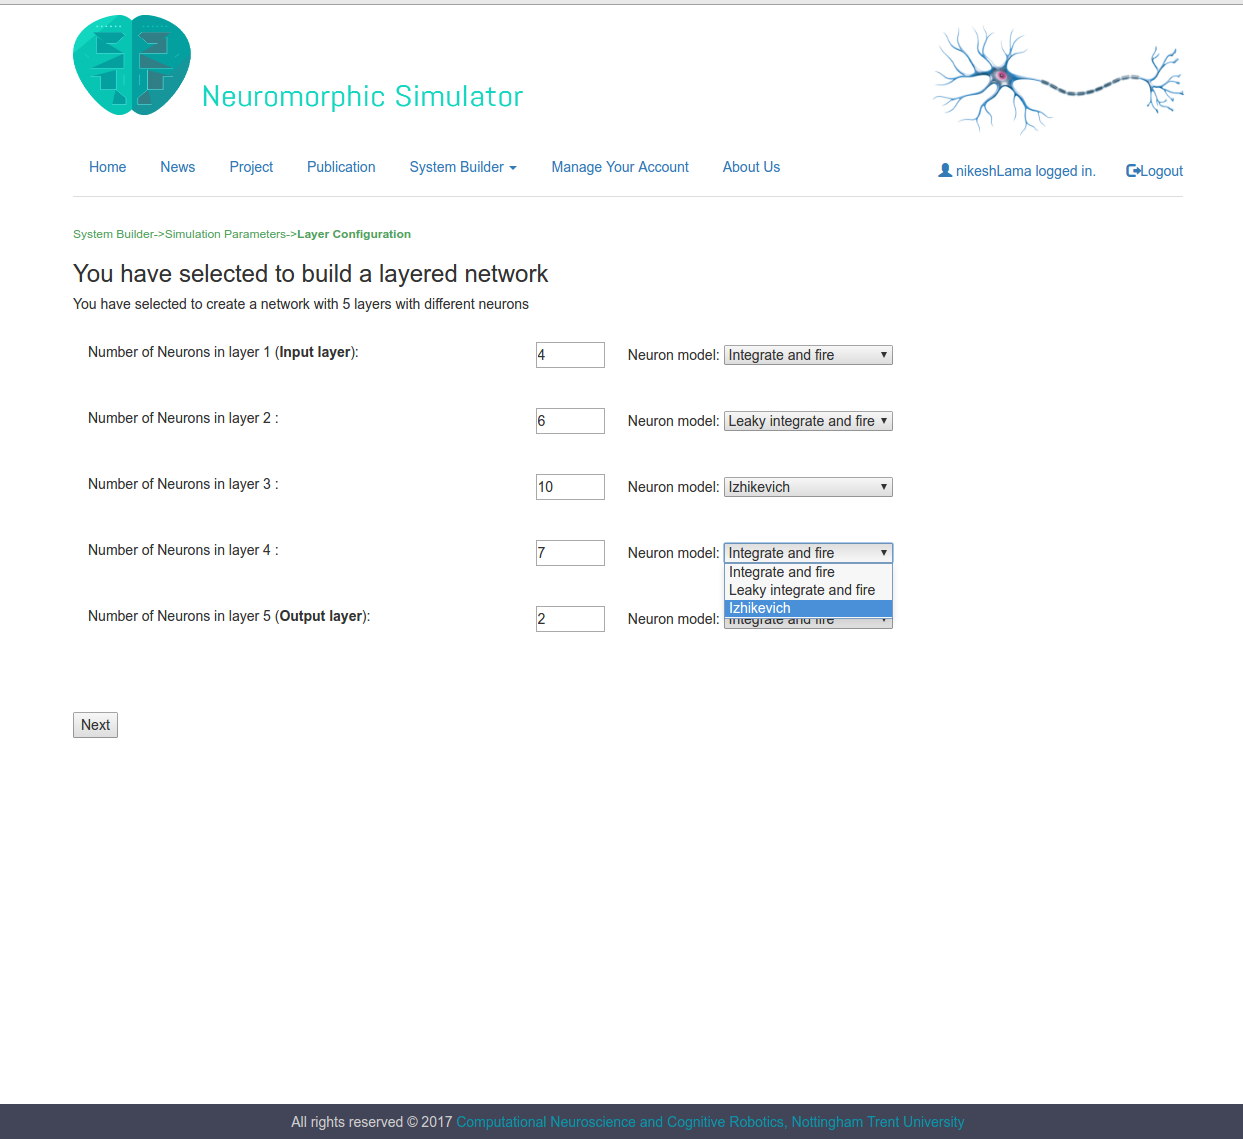 Neuromorphic Simulator
Home News Project Publication System Builder Manage Your Account About Us nikeshLama logged in. Logout
System Builder->Simulation Parameters->Layer Configuration
You have selected to build a layered network
You have selected to create a network with 5 layers with different neurons
Number of Neurons in layer 1 (Input layer): 4 Neuron model: Integrate and fire
Number of Neurons in layer 2 : 6 Neuron model: Leaky integrate and fire
Number of Neurons in layer 3 : 10 Neuron model: Izhikevich
Number of Neurons in layer 4 : 7 Neuron model: Integrate and fire
Integrate and fire
Leaky integrate and fire
Izhikevich
Number of Neurons in layer 5 (Output layer): 2 Neuron model: Integrate and fire
Next
All rights reserved © 2017 Computational Neuroscience and Cognitive Robotics, Nottingham Trent University